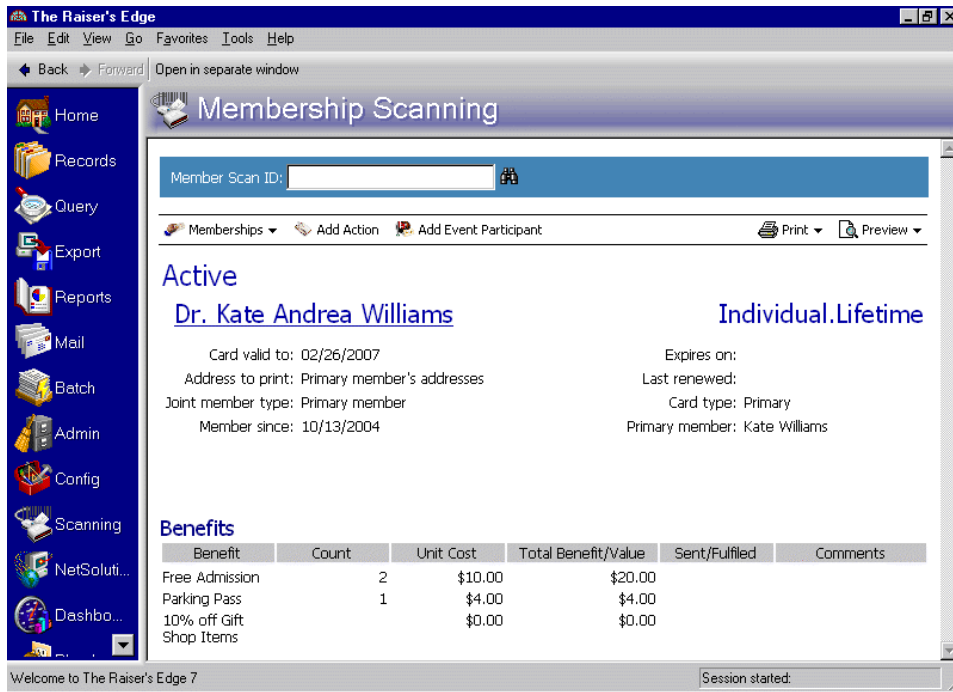 The Raiser's Edge
File Edit View Go Favorites Tools Help
Back Forward Open in separate window
Home
Records
Query
Export
Reports
Mail
Batch
Admin
Config
Scanning
NetSoluti...
Dashbo...
Membership Scanning
Member Scan ID:
Memberships Add Action Add Event Participant Print Preview
Active
Dr. Kate Andrea Williams Individual.Lifetime
Card valid to: 02/26/2007 Expires on:
Address to print: Primary member's addresses Last renewed:
Joint member type: Primary member Card type: Primary
Member since: 10/13/2004 Primary member: Kate Williams
Benefits
Benefit Count Unit Cost Total Benefit/Value Sent/Fulfiled Comments
Free Admission 2 $10.00 $20.00
Parking Pass 1 $4.00 $4.00
10% off Gift $0.00 $0.00
Shop Items
Welcome to The Raiser's Edge 7 Session started: